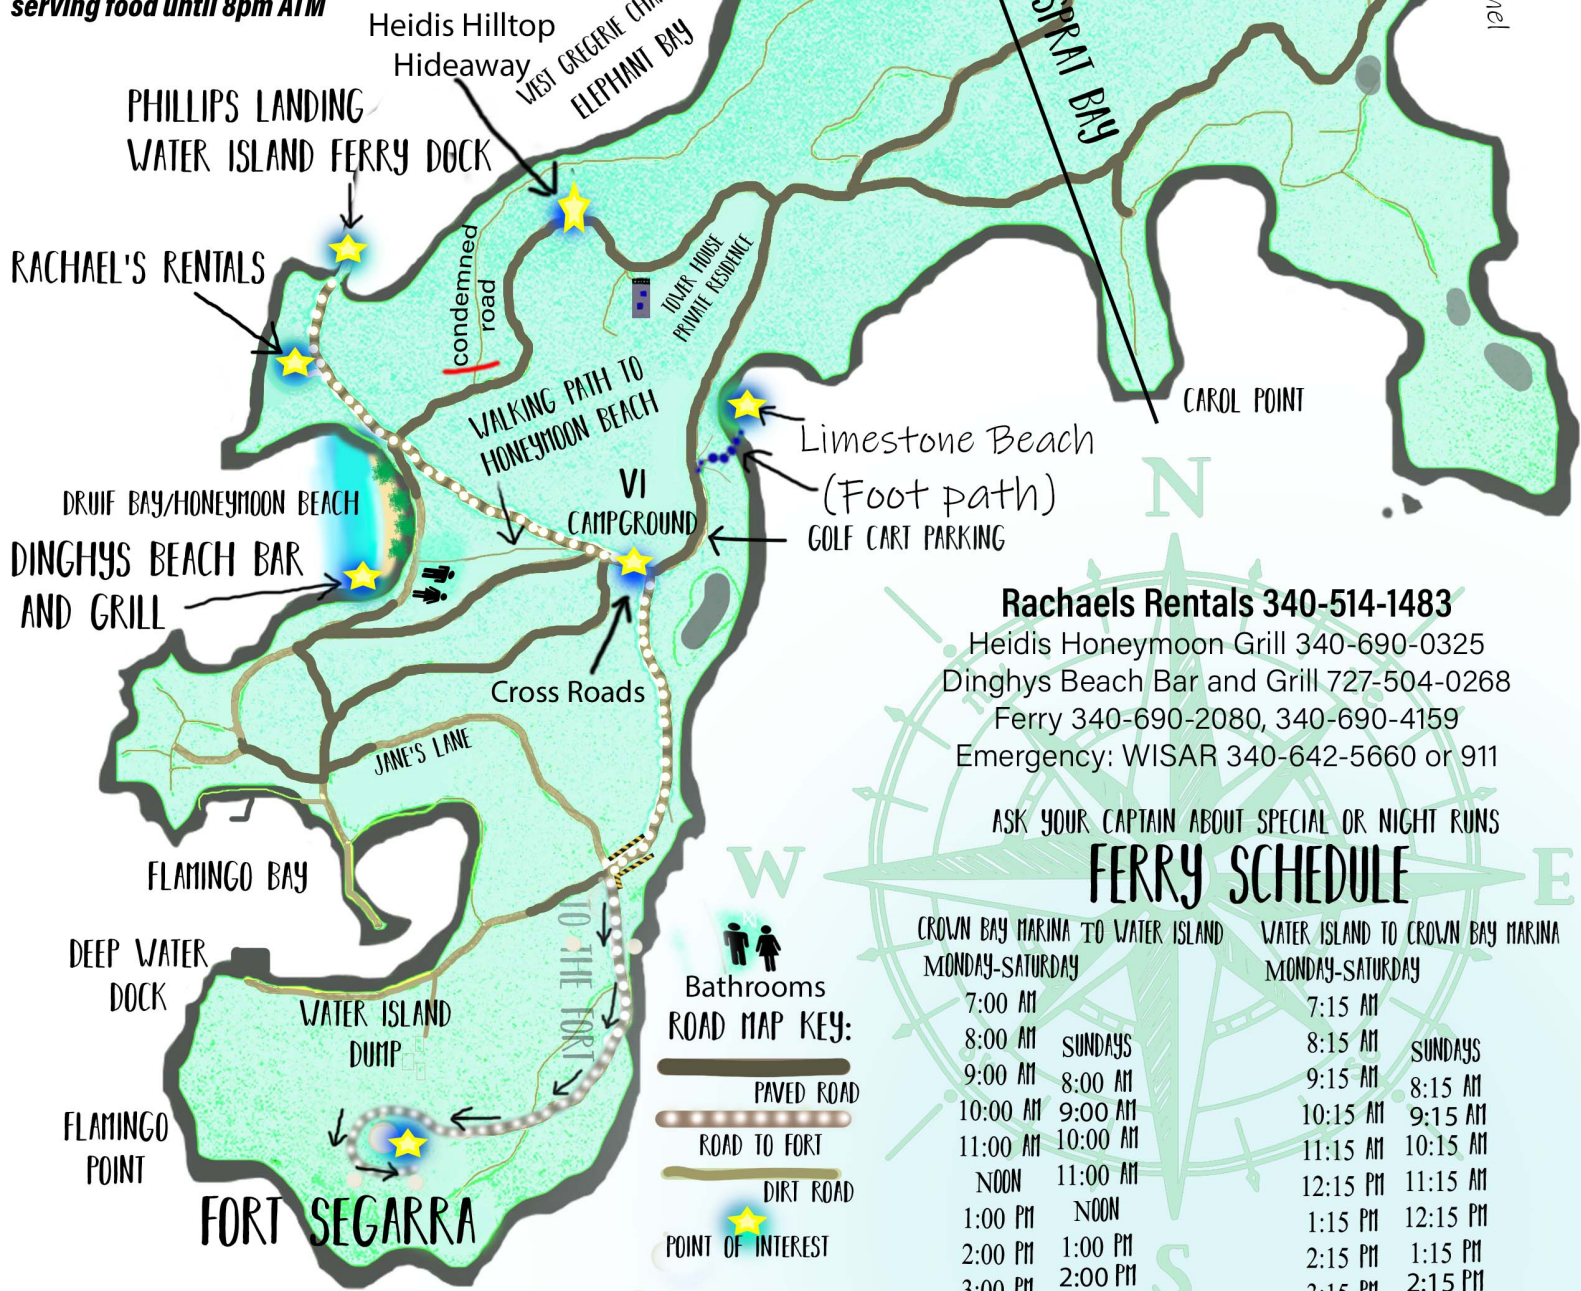 serving food until 8pm ATM
Heidis Hilltop
Hideaway
WEST GREGERIE
ELEPHANT BAY
SPRAT BAY
PHILLIPS LANDING
WATER ISLAND FERRY DOCK
RACHAEL'S RENTALS
condemned
road
TOWER HOUSE
PRIVATE RESIDENCE
WALKING PATH TO
HONEYMOON BEACH
CAROL POINT
Limestone Beach
(Foot path)
VI
CAMPGROUND
GOLF CART PARKING
DRUIF BAY/HONEYMOON BEACH
DINGHYS BEACH BAR
AND GRILL
Cross Roads
JANE'S LANE
N
Rachaels Rentals 340-514-1483
Heidis Honeymoon Grill 340-690-0325
Dinghys Beach Bar and Grill 727-504-0268
Ferry 340-690-2080, 340-690-4159
Emergency: WISAR 340-642-5660 or 911
FLAMINGO BAY
DEEP WATER
DOCK
WATER ISLAND
DUMP
TO THE FORT
FLAMINGO
POINT
FORT SEGARRA
Bathrooms
ROAD MAP KEY:
PAVED ROAD
ROAD TO FORT
DIRT ROAD
POINT OF INTEREST
W
E
S
ASK YOUR CAPTAIN ABOUT SPECIAL OR NIGHT RUNS
FERRY SCHEDULE
CROWN BAY MARINA TO WATER ISLAND
MONDAY-SATURDAY
7:00 AM
8:00 AM
9:00 AM
10:00 AM
11:00 AM
NOON
1:00 PM
2:00 PM
3:00 PM
SUNDAYS
8:00 AM
9:00 AM
10:00 AM
11:00 AM
NOON
1:00 PM
2:00 PM
WATER ISLAND TO CROWN BAY MARINA
MONDAY-SATURDAY
7:15 AM
8:15 AM
9:15 AM
10:15 AM
11:15 AM
12:15 PM
1:15 PM
2:15 PM
3:15 PM
SUNDAYS
8:15 AM
9:15 AM
10:15 AM
11:15 AM
12:15 PM
1:15 PM
2:15 PM